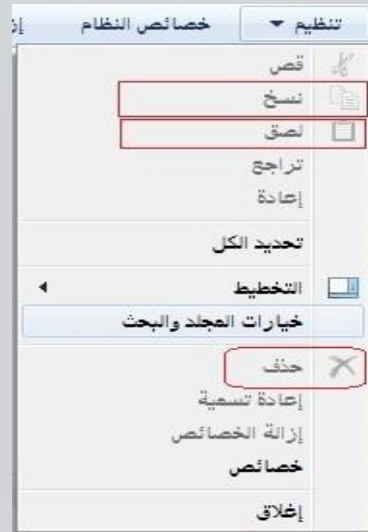 تنظيم خصائص النظام
قص
نسخ
لصق
تراجع
إعادة
تحديد الكل
التخطيط
خيارات المجلد والبحث
حذف
إعادة تسمية
إزالة الخصائص
خصائص
إغلاق